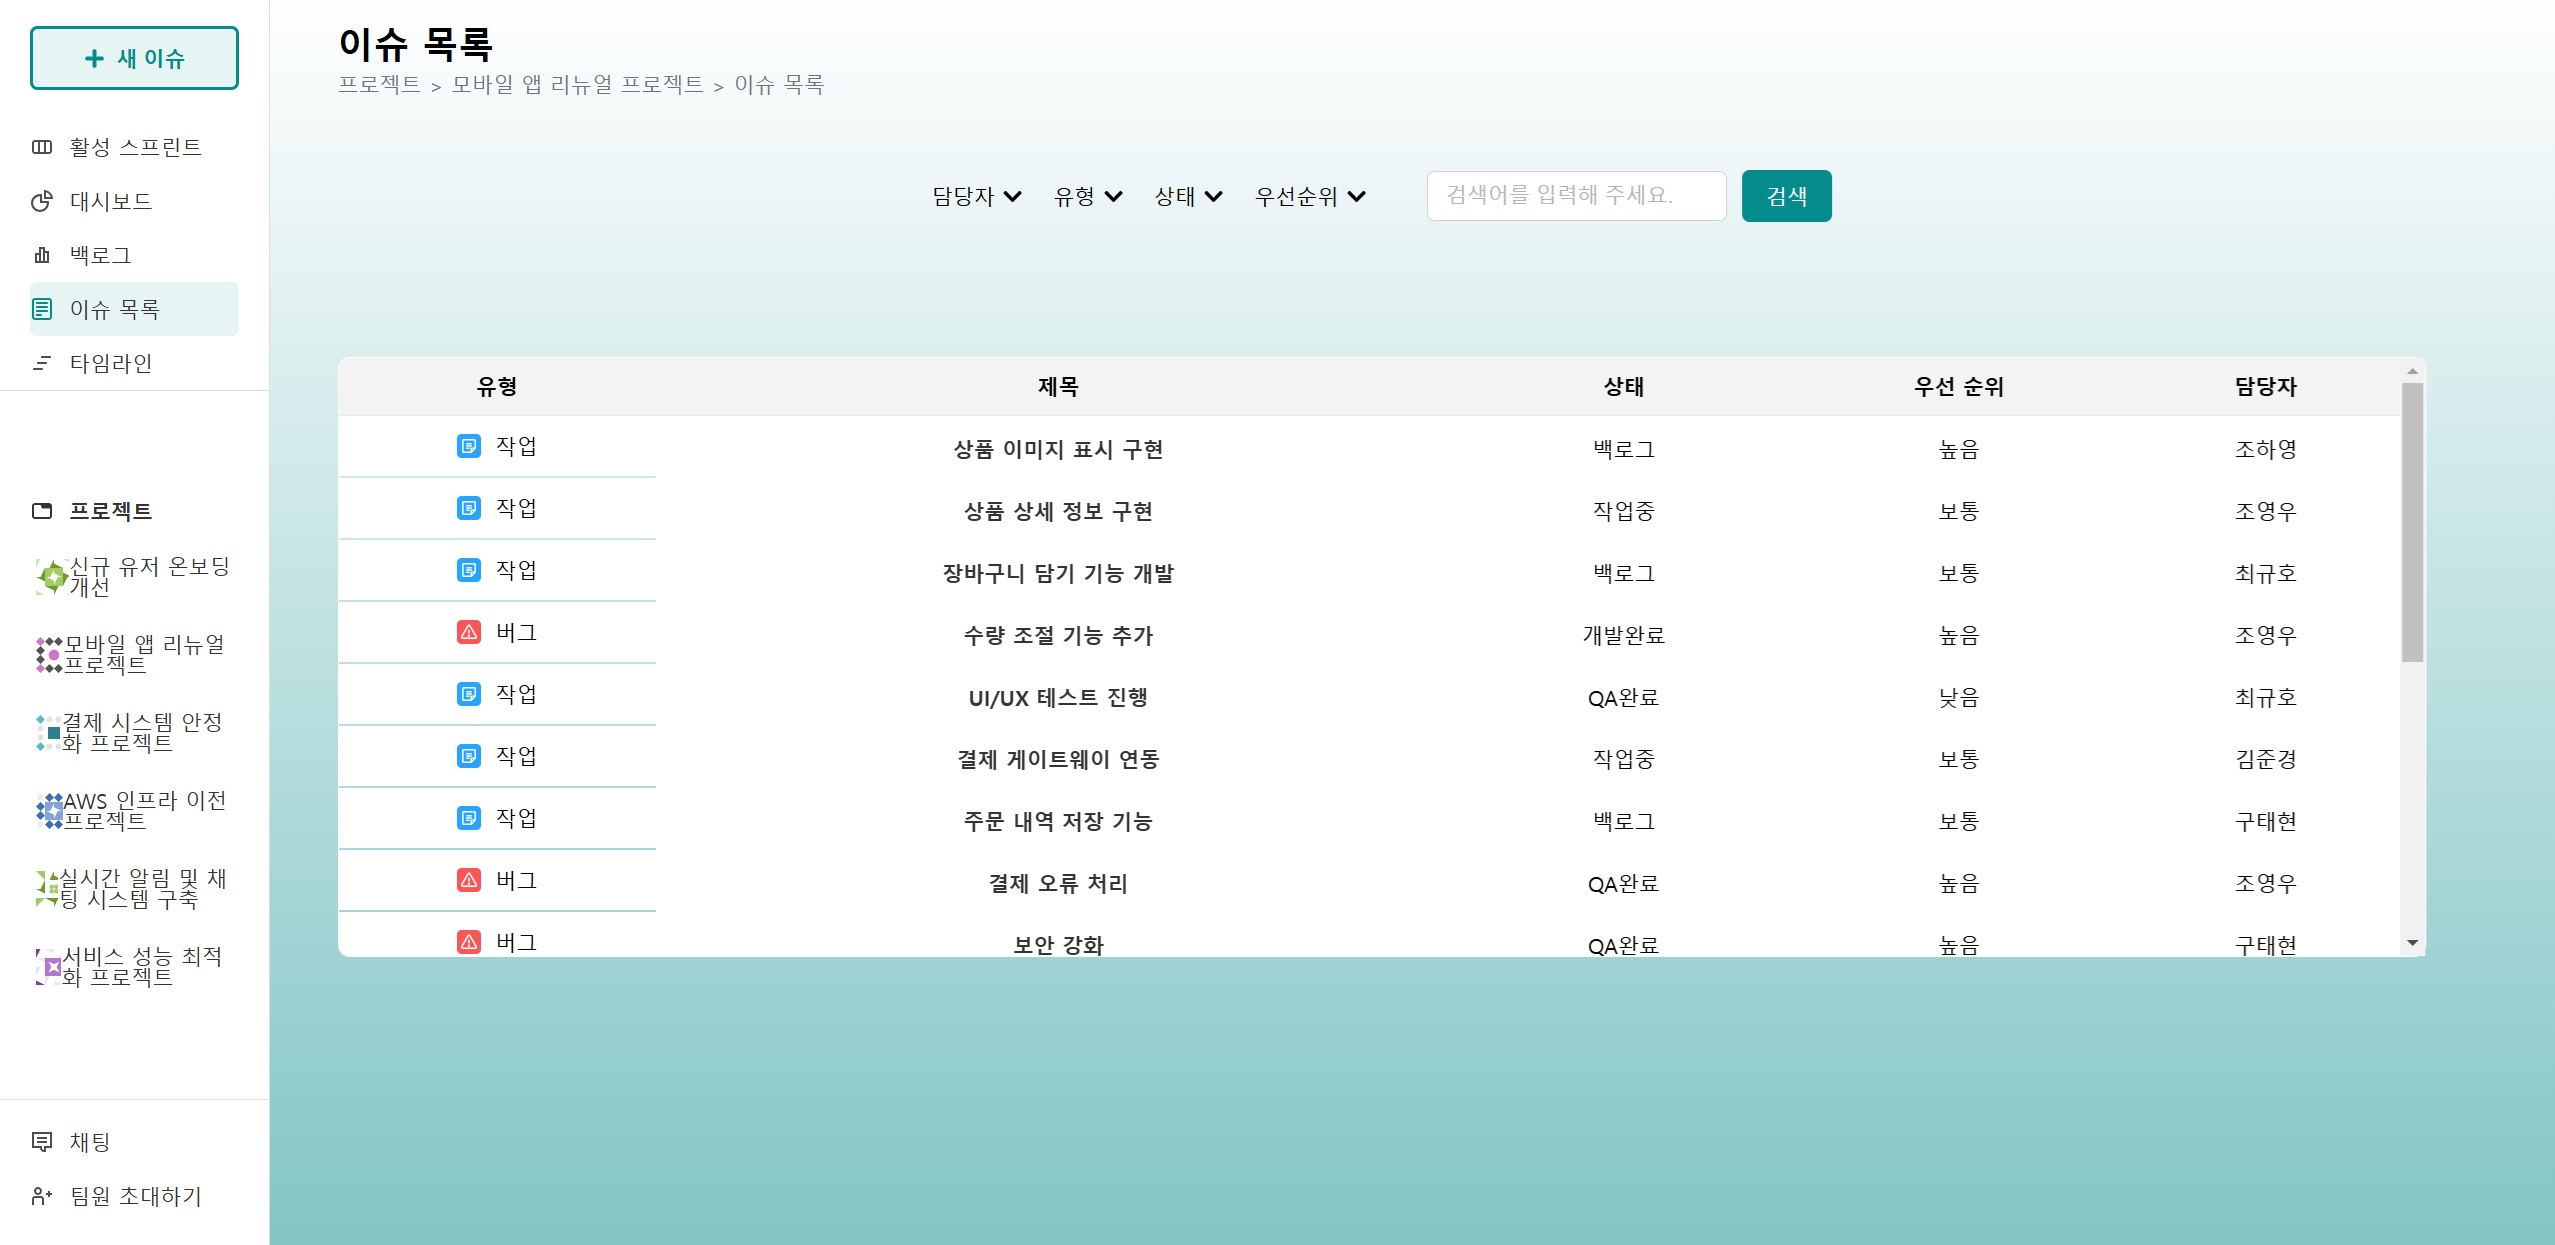 새 이슈
활성 스프린트
대시보드
백로그
이슈 목록
타임라인
프로젝트
신규 유저 온보딩
개선
모바일 앱 리뉴얼
프로젝트
결제 시스템 안정
화 프로젝트
AWS 인프라 이전
프로젝트
실시간 알림 및 채
팅 시스템 구축
서비스 성능 최적
화 프로젝트
채팅
팀원 초대하기
이슈 목록
프로젝트 > 모바일 앱 리뉴얼 프로젝트 > 이슈 목록
담당자 유형 상태 우선순위 검색어를 입력해 주세요. 검색
유형 제목 상태 우선 순위 담당자
작업 상품 이미지 표시 구현 백로그 높음 조하영
작업 상품 상세 정보 구현 작업중 보통 조영우
작업 장바구니 담기 기능 개발 백로그 보통 최규호
버그 수량 조절 기능 추가 개발완료 높음 조영우
작업 UI/UX 테스트 진행 QA완료 낮음 최규호
작업 결제 게이트웨이 연동 작업중 보통 김준경
작업 주문 내역 저장 기능 백로그 보통 구태현
버그 결제 오류 처리 QA완료 높음 조영우
버그 보안 강화 QA완료 높음 구태현